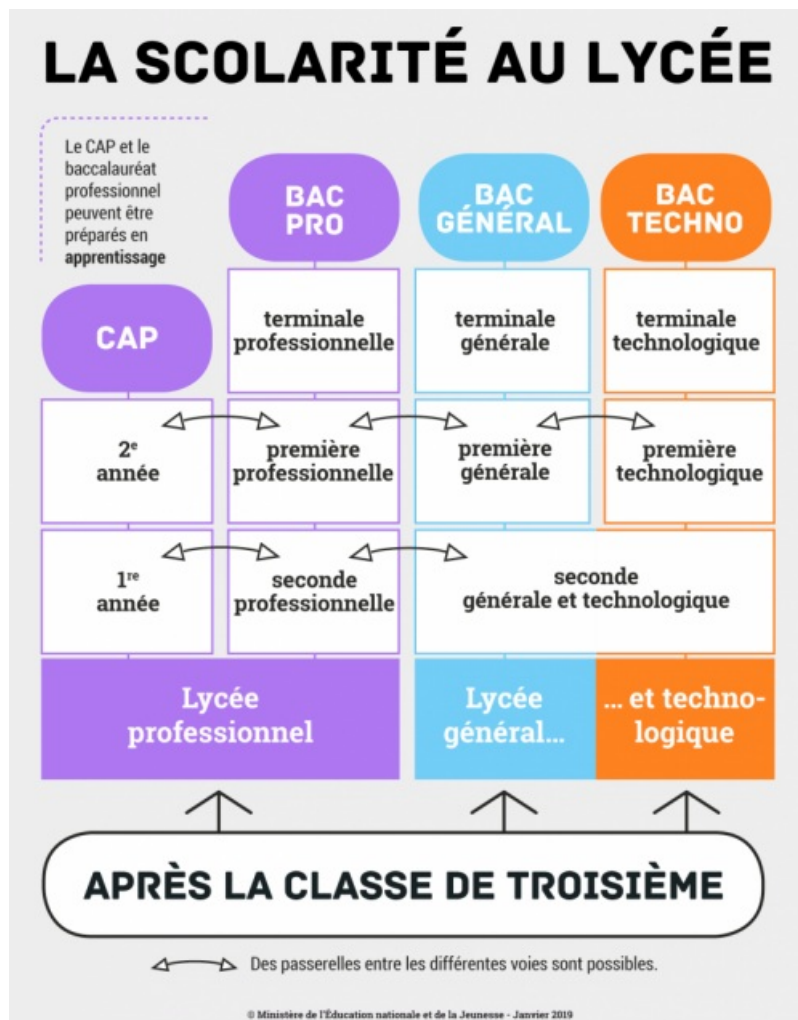 LA SCOLARITÉ AU LYCÉE
Le CAP et le
baccalauréat
professionnel
peuvent être
préparés en
apprentissage
BAC
PRO
BAC
GÉNÉRAL
BAC
TECHNO
CAP
terminale
professionnelle
terminale
générale
terminale
technologique
2e
année
première
professionnelle
première
générale
première
technologique
1re
année
seconde
professionnelle
seconde
générale et technologique
Lycée
professionnel
Lycée
général...
... et techno-
logique
APRÈS LA CLASSE DE TROISIÈME
Des passerelles entre les différentes voies sont possibles.
© Ministère de l'Éducation nationale et de la Jeunesse - Janvier 2019